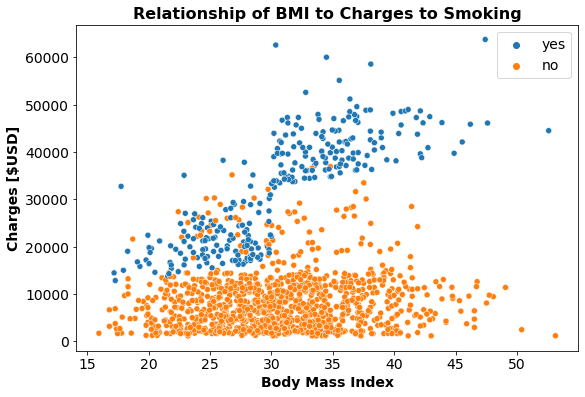 Relationship of BMI to Charges to Smoking
yes
no
60000
50000
40000
30000
20000
10000
0
Charges [$USD]
15 20 25 30 35 40 45 50
Body Mass Index